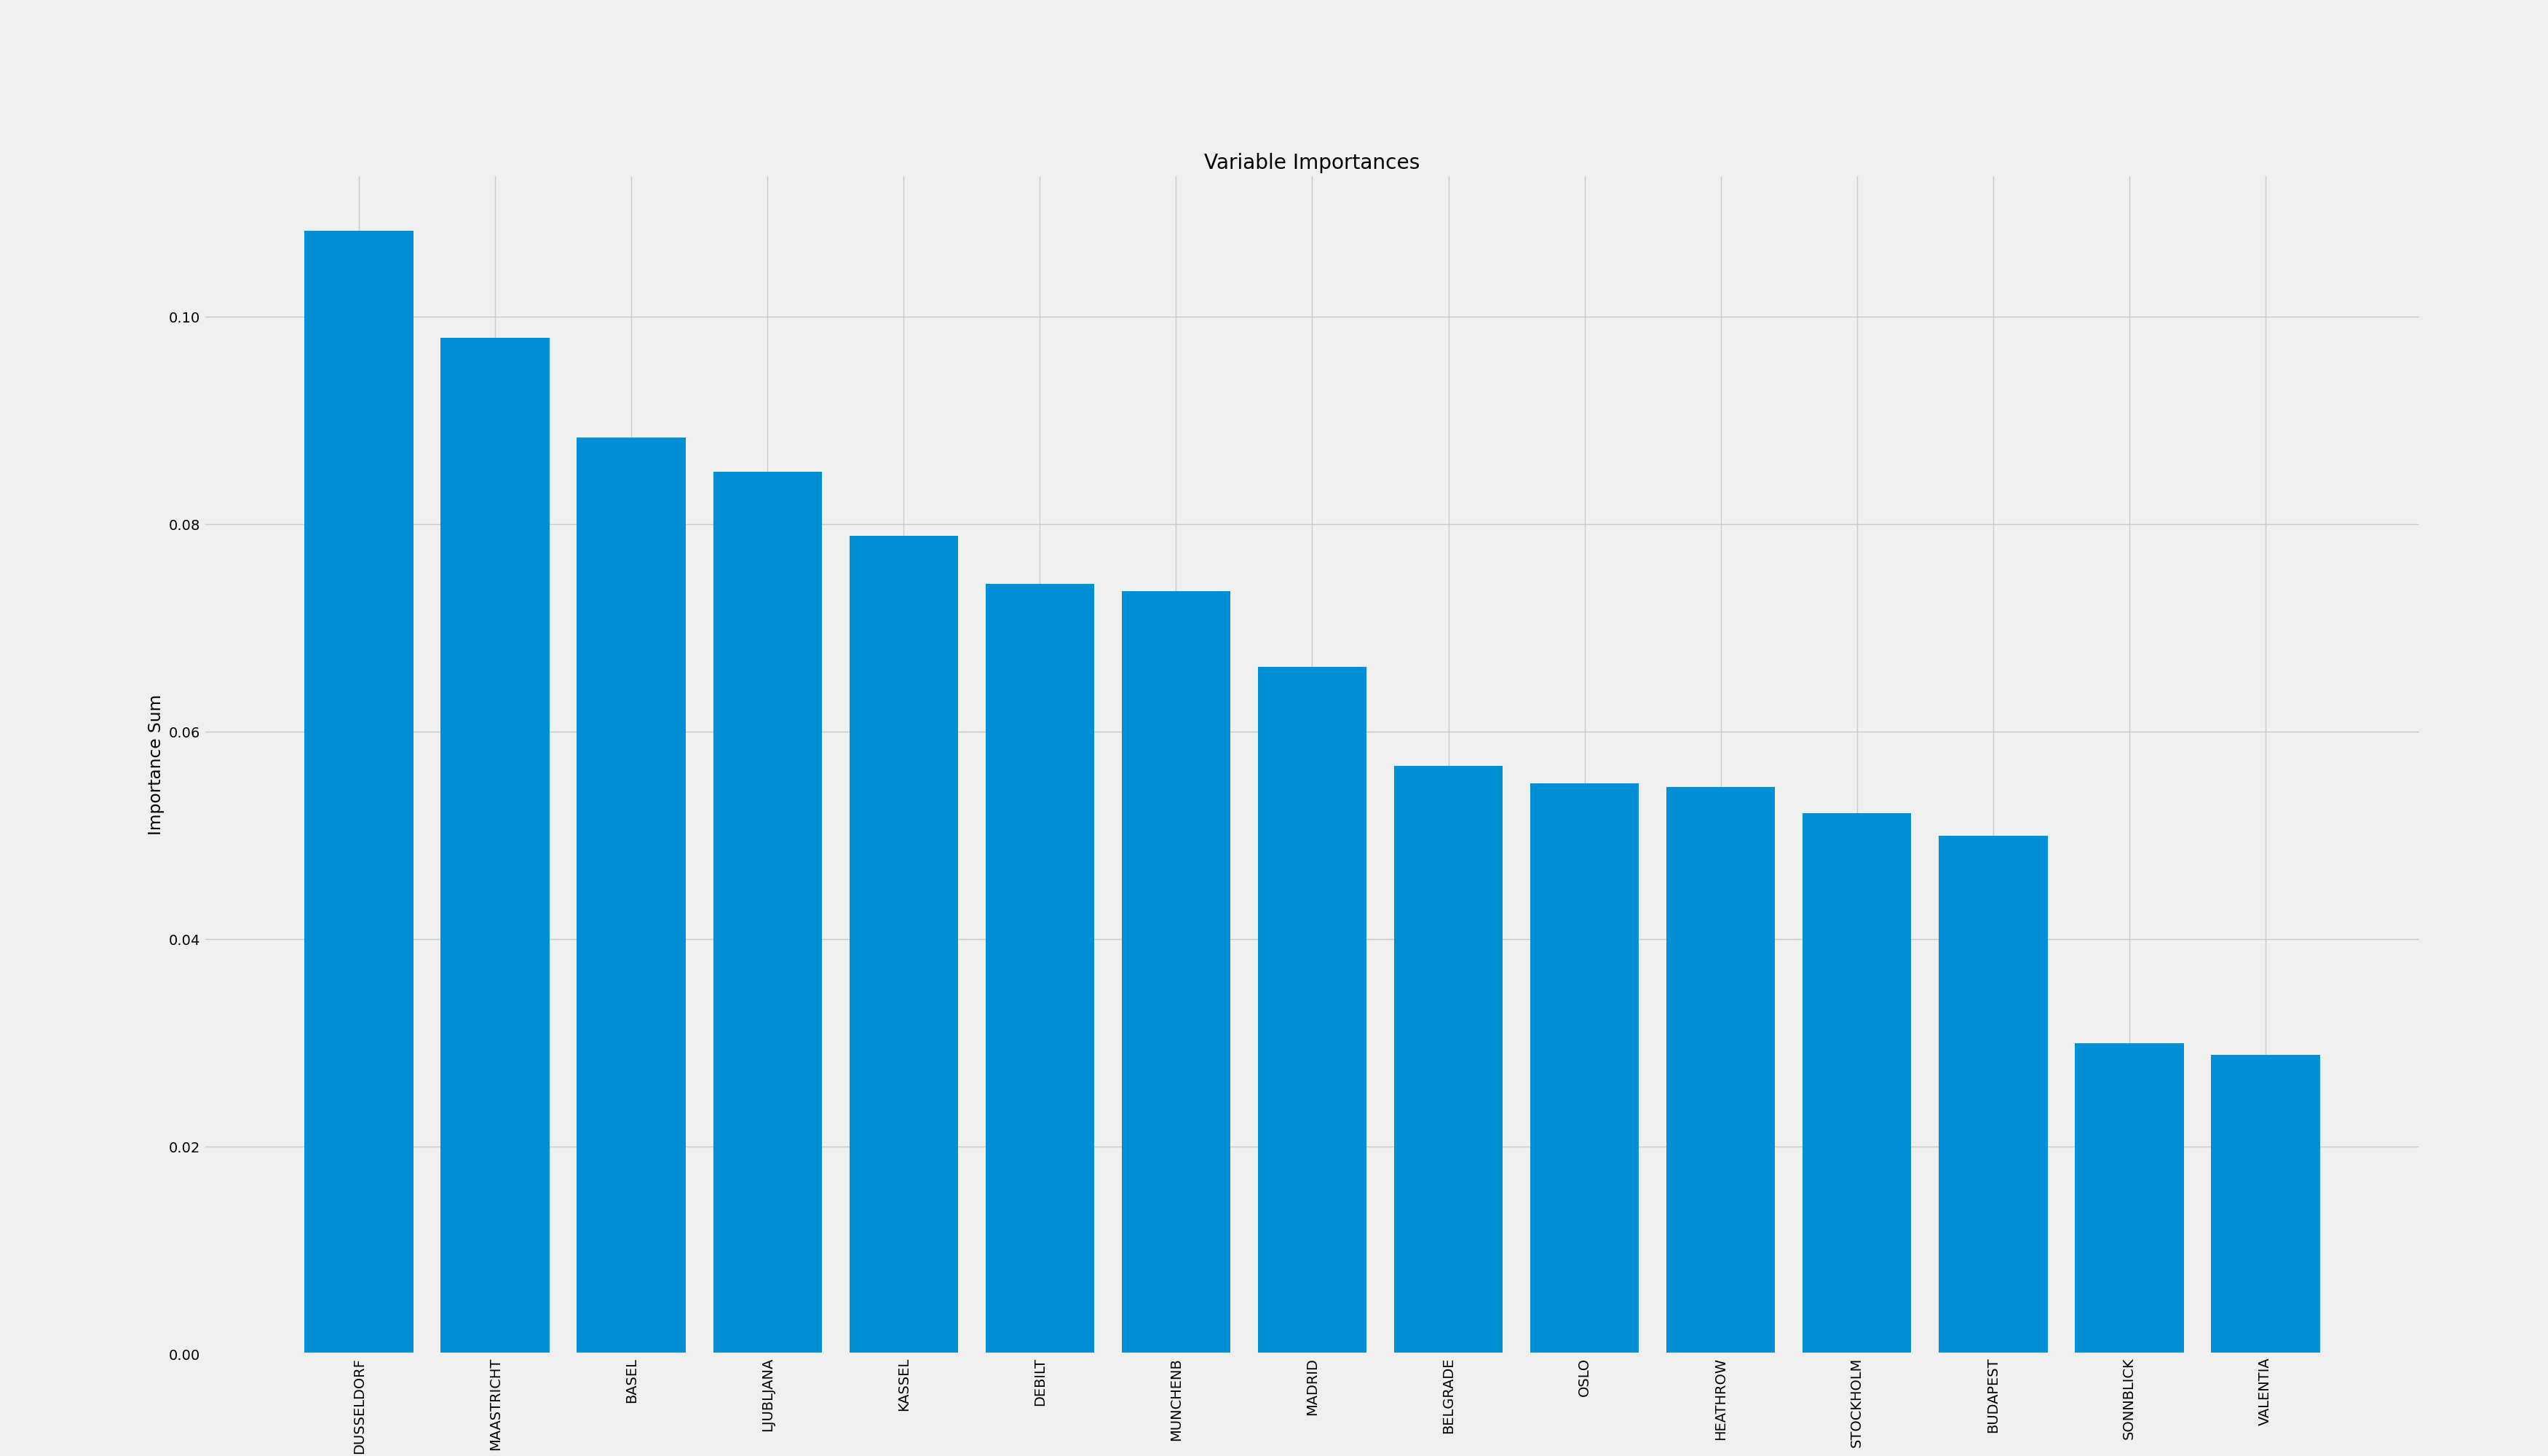 Variable Importances
Importance Sum
0.10
0.08
0.06
0.04
0.02
0.00
DUSSELDORF
MAASTRICHT
BASEL
LJUBLJANA
KASSEL
DEBILT
MUNCHENB
MADRID
BELGRADE
OSLO
HEATHROW
STOCKHOLM
BUDAPEST
SONNBLICK
VALENTIA